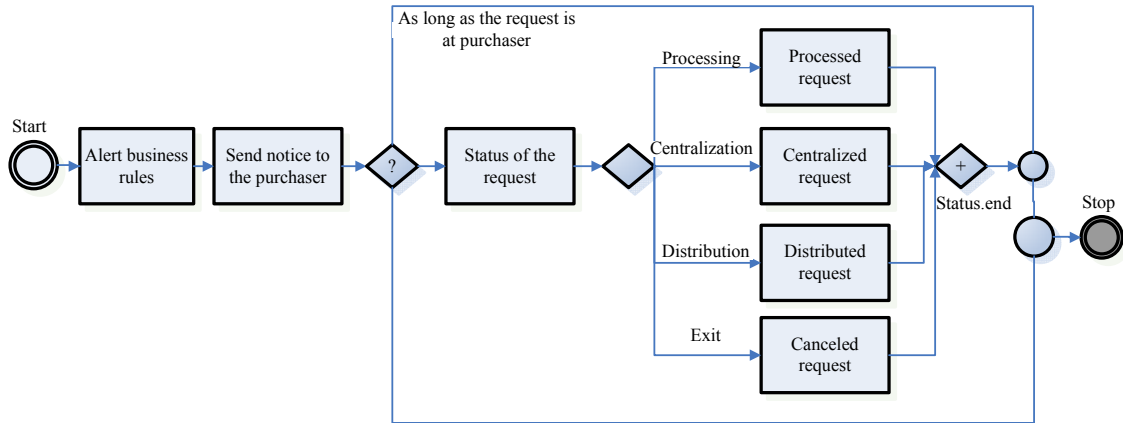 As long as the request is
at purchaser
Start
Alert business
rules
Send notice to
the purchaser
?
Status of the
request
Processing
Processed
request
Centralization
Centralized
request
Distribution
Distributed
request
Exit
Canceled
request
+
Status.end
Stop